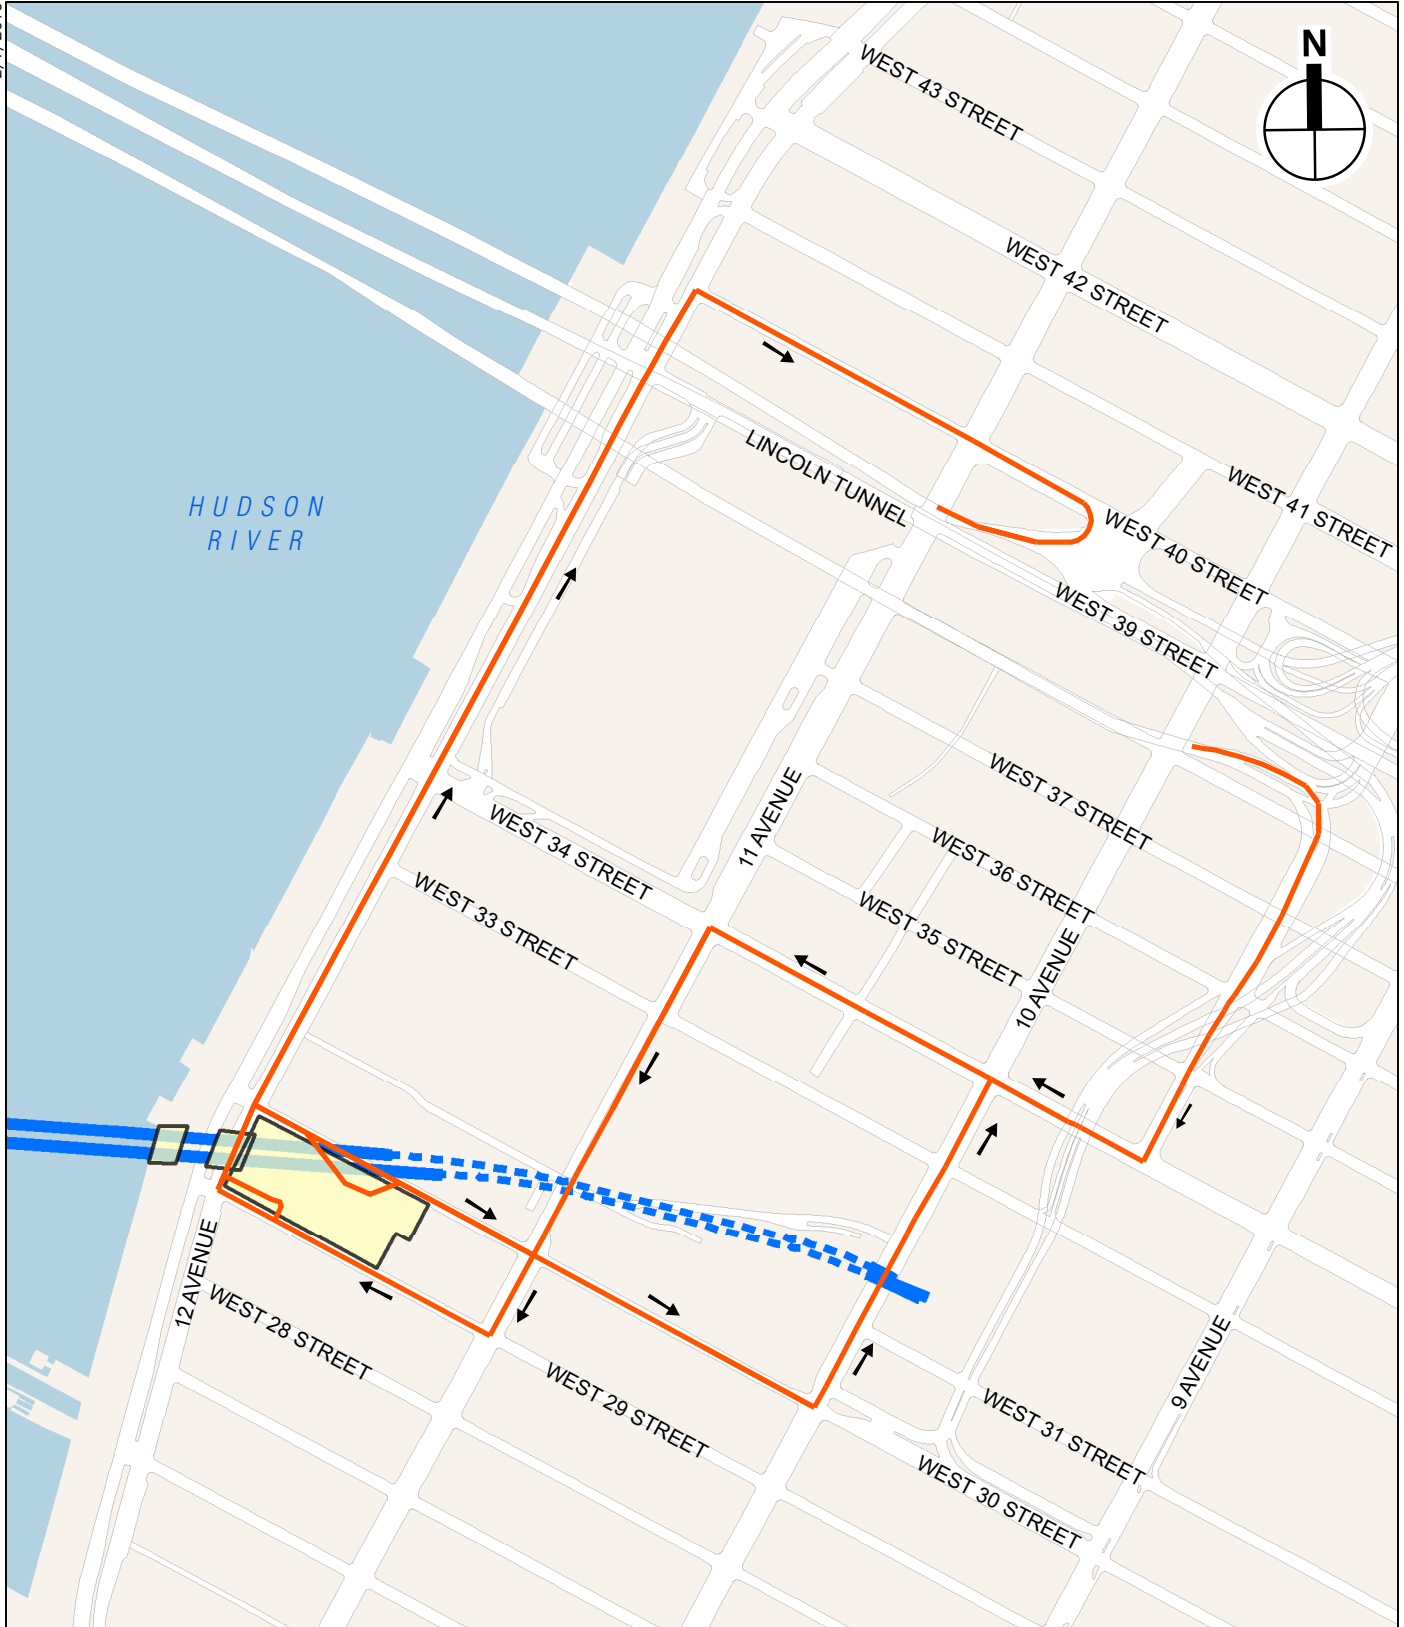 N
WEST 43 STREET
WEST 42 STREET
LINCOLN TUNNEL
WEST 41 STREET
HUDSON
RIVER
WEST 40 STREET
WEST 39 STREET
WEST 37 STREET
11 AVENUE
WEST 36 STREET
WEST 34 STREET
WEST 35 STREET
WEST 33 STREET
10 AVENUE
12 AVENUE
WEST 28 STREET
9 AVENUE
WEST 29 STREET
WEST 31 STREET
WEST 30 STREET